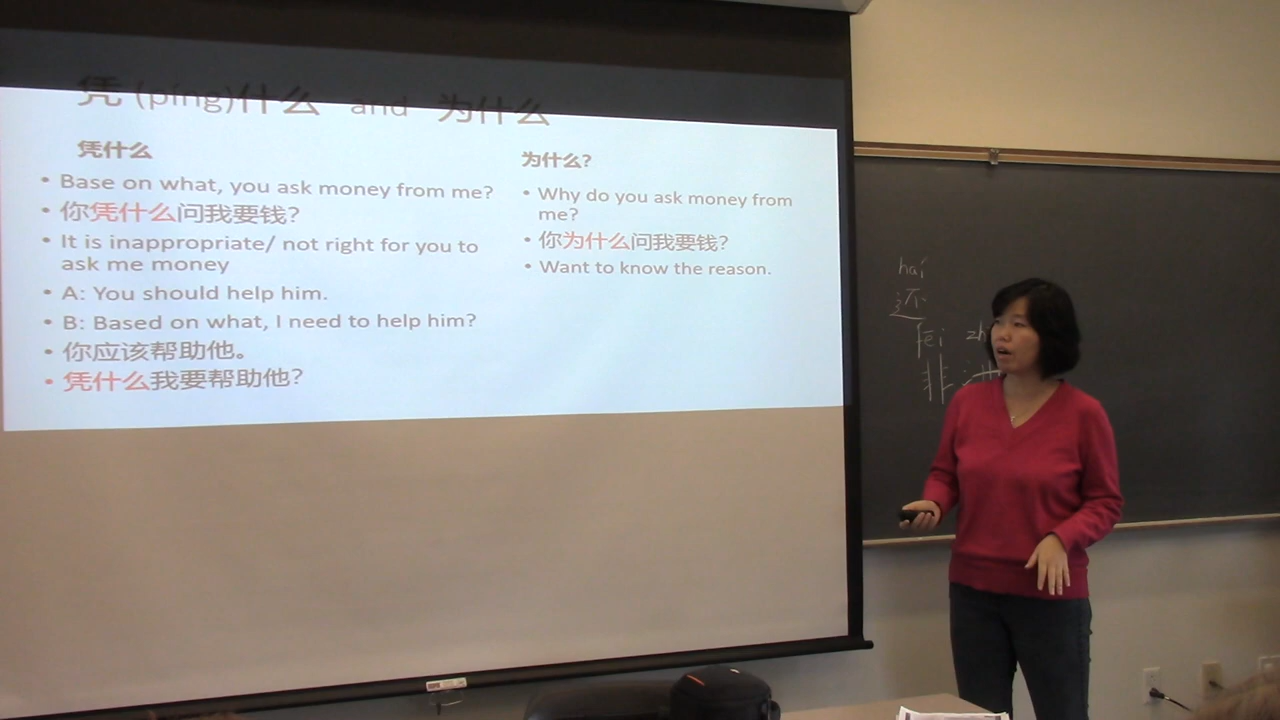 凭 (ping)什么 and 为什么
凭什么
• Base on what, you ask money from me?
• 你凭什么问我要钱?
• It is inappropriate/ not right for you to
ask me money
• A: You should help him.
• B: Based on what, I need to help him?
• 你应该帮助他。
• 凭什么我要帮助他?
为什么?
• Why do you ask money from
me?
• 你为什么问我要钱?
• Want to know the reason.
hái
还
fēi zh
非